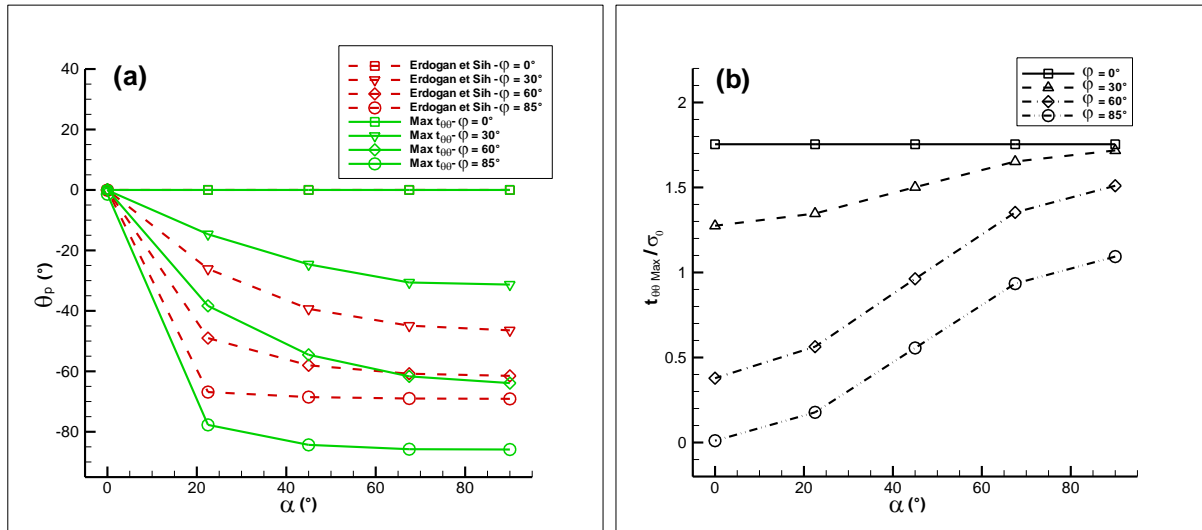 (a)
Erdogan et Sih - φ = 0°
Erdogan et Sih - φ = 30°
Erdogan et Sih - φ = 60°
Erdogan et Sih - φ = 85°
Max tθθ- φ = 0°
Max tθθ- φ = 30°
Max tθθ- φ = 60°
Max tθθ- φ = 85°
40
20
0
-20
-40
-60
-80
θp (°)
0 20 40 60 80
α (°)
(b)
φ = 0°
φ = 30°
φ = 60°
φ = 85°
2
1.5
1
0.5
0
tθθ Max / σ0
0 20 40 60 80
α (°)